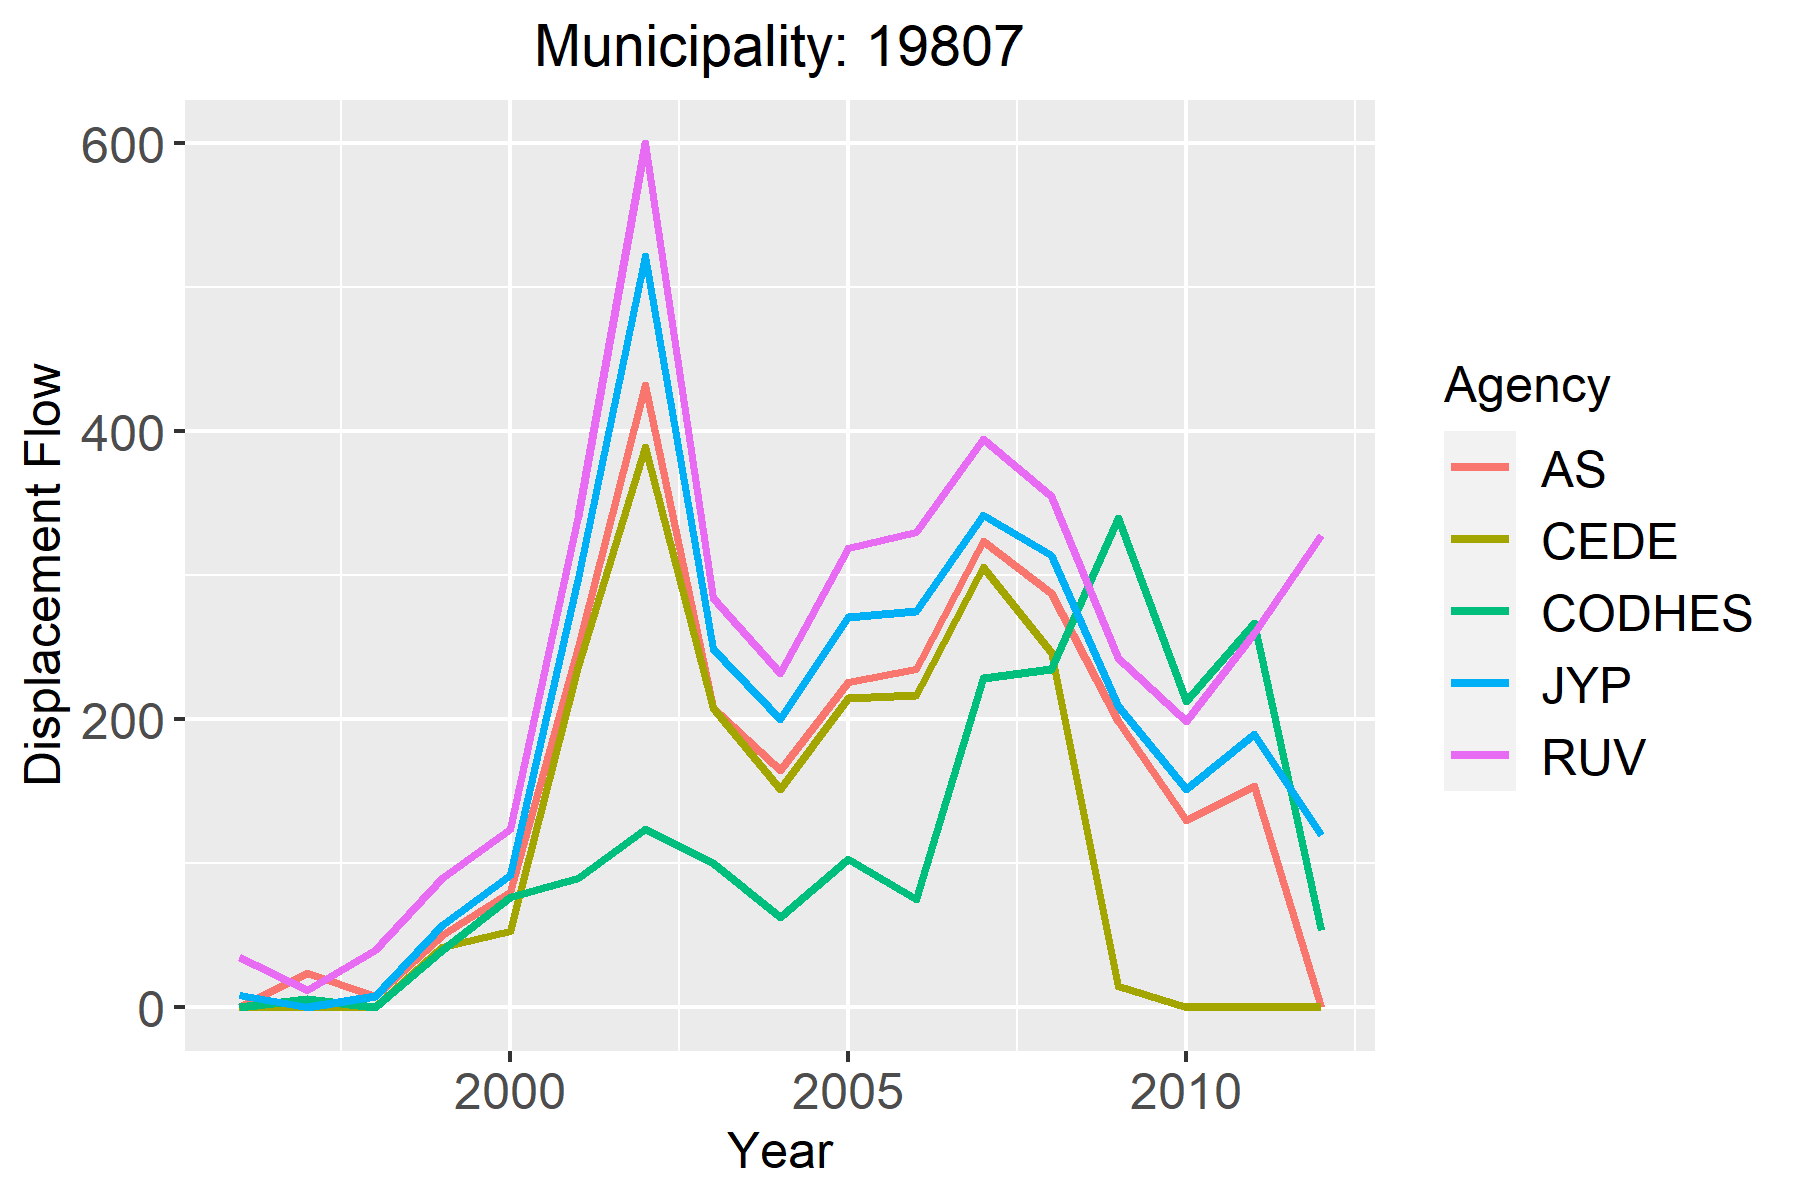 Municipality: 19807
600
400
200
0
Displacement Flow
2000
2005
2010
Year
Agency
AS
CEDE
CODHES
JYP
RUV